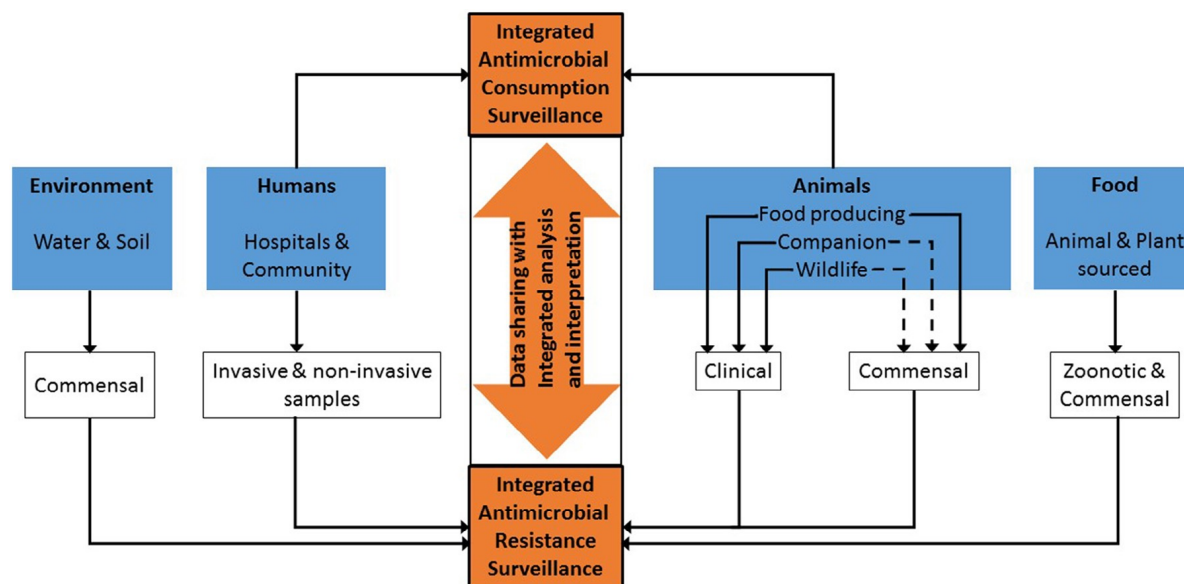 Integrated
Antimicrobial
Consumption
Surveillance
Environment
Water & Soil
Humans
Hospitals &
Community
Data sharing with
Integrated analysis
and interpretation
Animals
Food producing
Companion
Wildlife
Food
Animal & Plant
sourced
Commensal
Invasive & non-invasive
samples
Clinical
Commensal
Zoonotic &
Commensal
Integrated
Antimicrobial
Resistance
Surveillance